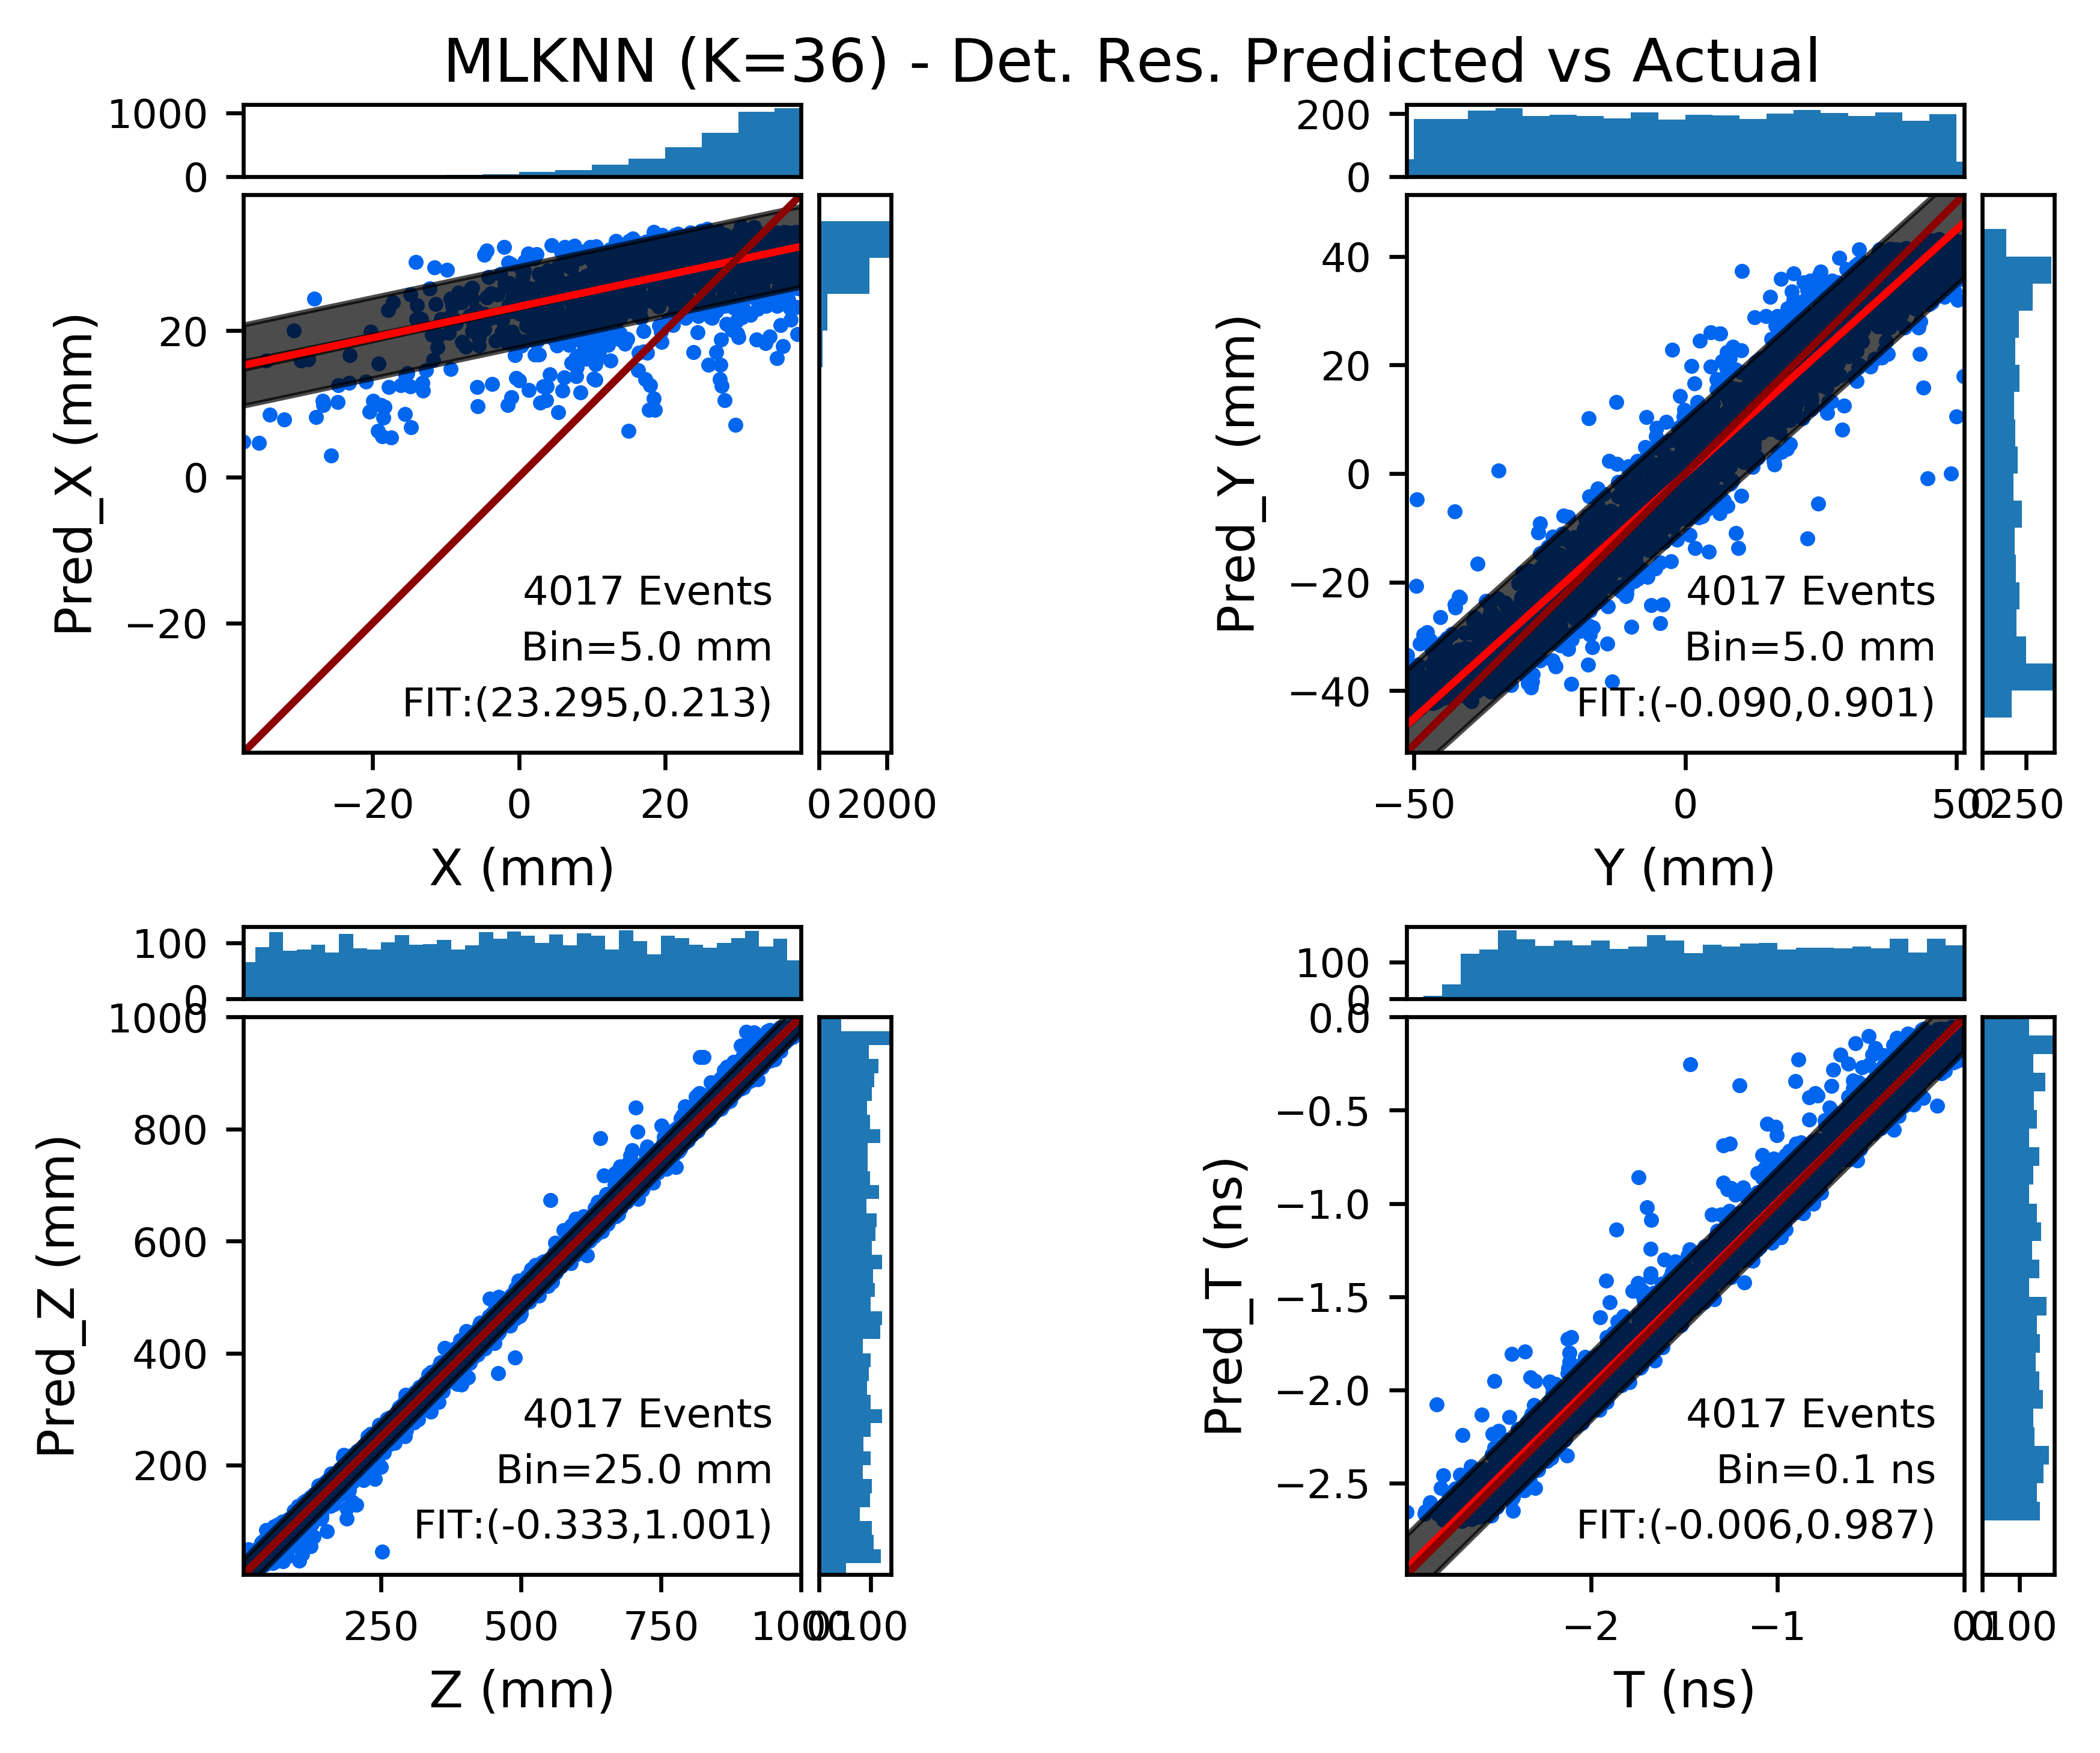 MLKNN (K=36) - Det. Res. Predicted vs Actual
1000
0
Pred_X (mm)
20
0
−20
4017 Events
Bin=5.0 mm
FIT:(23.295,0.213)
−20 0 20
0 2000
X (mm)
200
0
Pred_Y (mm)
40
20
0
−20
−40
4017 Events
Bin=5.0 mm
FIT:(-0.090,0.901)
−50 0 50
0 250
Y (mm)
100
0
Pred_Z (mm)
1000
800
600
400
200
4017 Events
Bin=25.0 mm
FIT:(-0.333,1.001)
250 500 750 1000
0 100
Z (mm)
100
0
Pred_T (ns)
0.0
−0.5
−1.0
−1.5
−2.0
−2.5
4017 Events
Bin=0.1 ns
FIT:(-0.006,0.987)
−2 −1 0
0 100
T (ns)